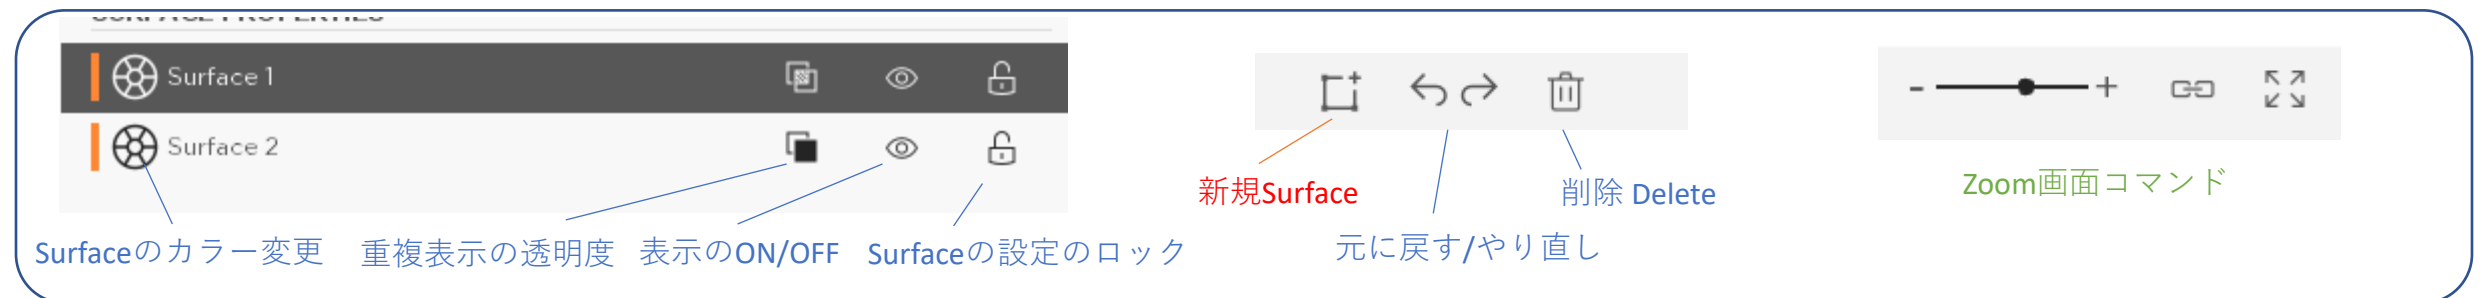 SURFACE PROPERTIES
Surface 1
Surface 2
Surfaceのカラー変更
重複表示の透明度
表示のON/OFF
Surfaceの設定のロック
新規Surface
元に戻す/やり直し
削除 Delete
Zoom画面コマンド